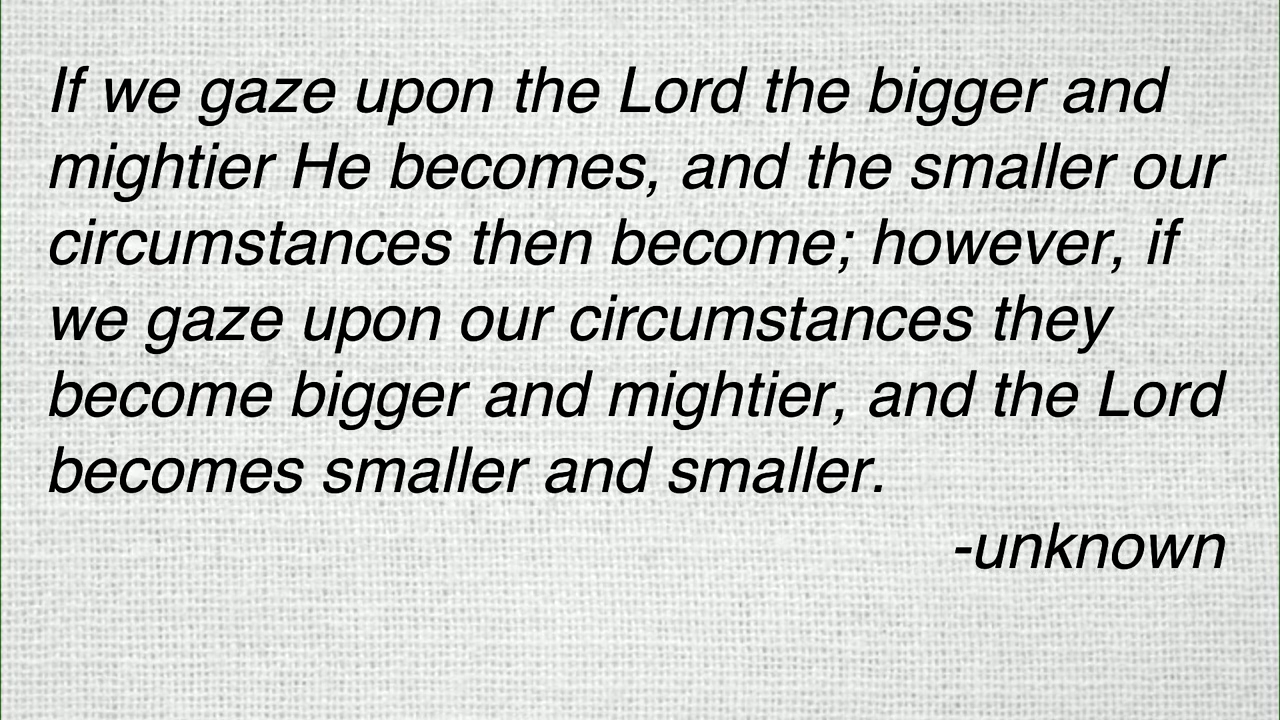 If we gaze upon the Lord the bigger and
mightier He becomes, and the smaller our
circumstances then become; however, if
we gaze upon our circumstances they
become bigger and mightier, and the Lord
becomes smaller and smaller.
-unknown